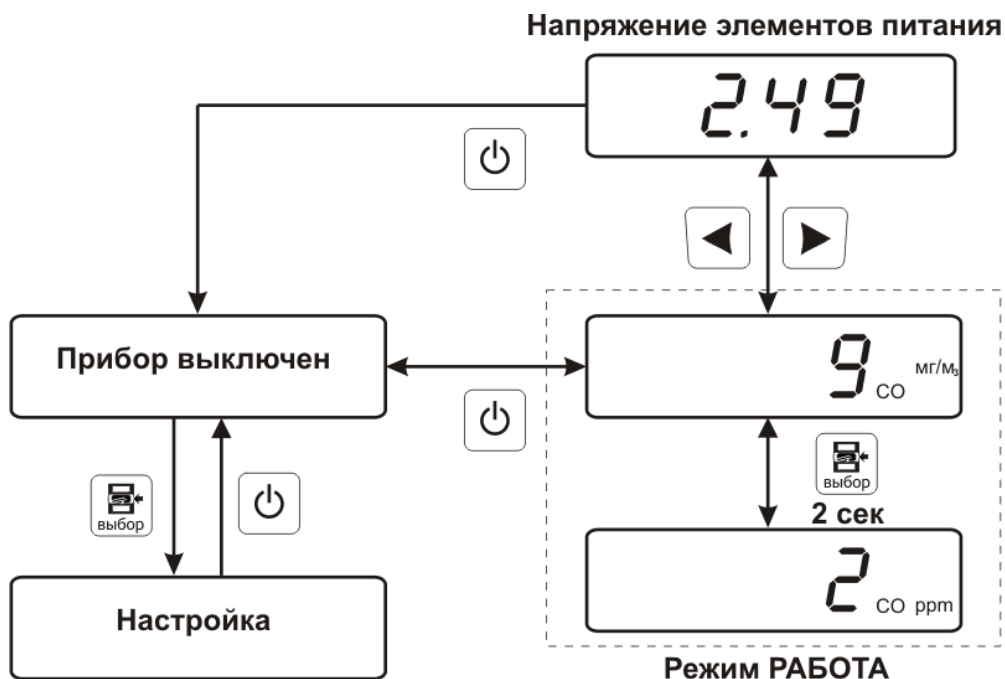 Напряжение элементов питания
2.49
Прибор выключен
9 CO мг/м₃
выбор
выбор
2 сек
Настройка
2 CO ppm
Режим РАБОТА